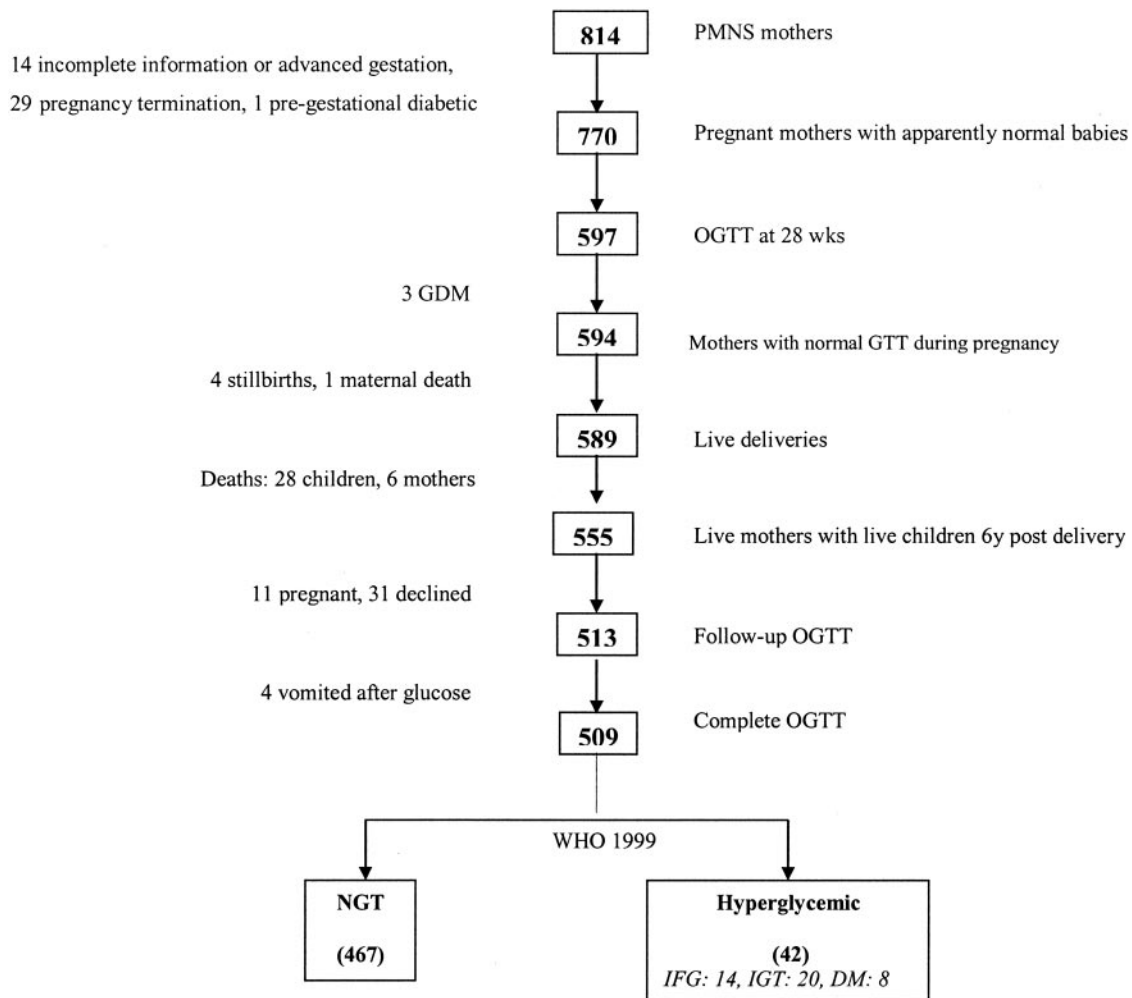 814
PMNS mothers
14 incomplete information or advanced gestation,
29 pregnancy termination, 1 pre-gestational diabetic
770
Pregnant mothers with apparently normal babies
597
OGTT at 28 wks
3 GDM
594
Mothers with normal GTT during pregnancy
4 stillbirths, 1 maternal death
589
Live deliveries
Deaths: 28 children, 6 mothers
555
Live mothers with live children 6y post delivery
11 pregnant, 31 declined
513
Follow-up OGTT
4 vomited after glucose
509
Complete OGTT
WHO 1999
NGT
(467)
Hyperglycemic
(42)
IFG: 14, IGT: 20, DM: 8